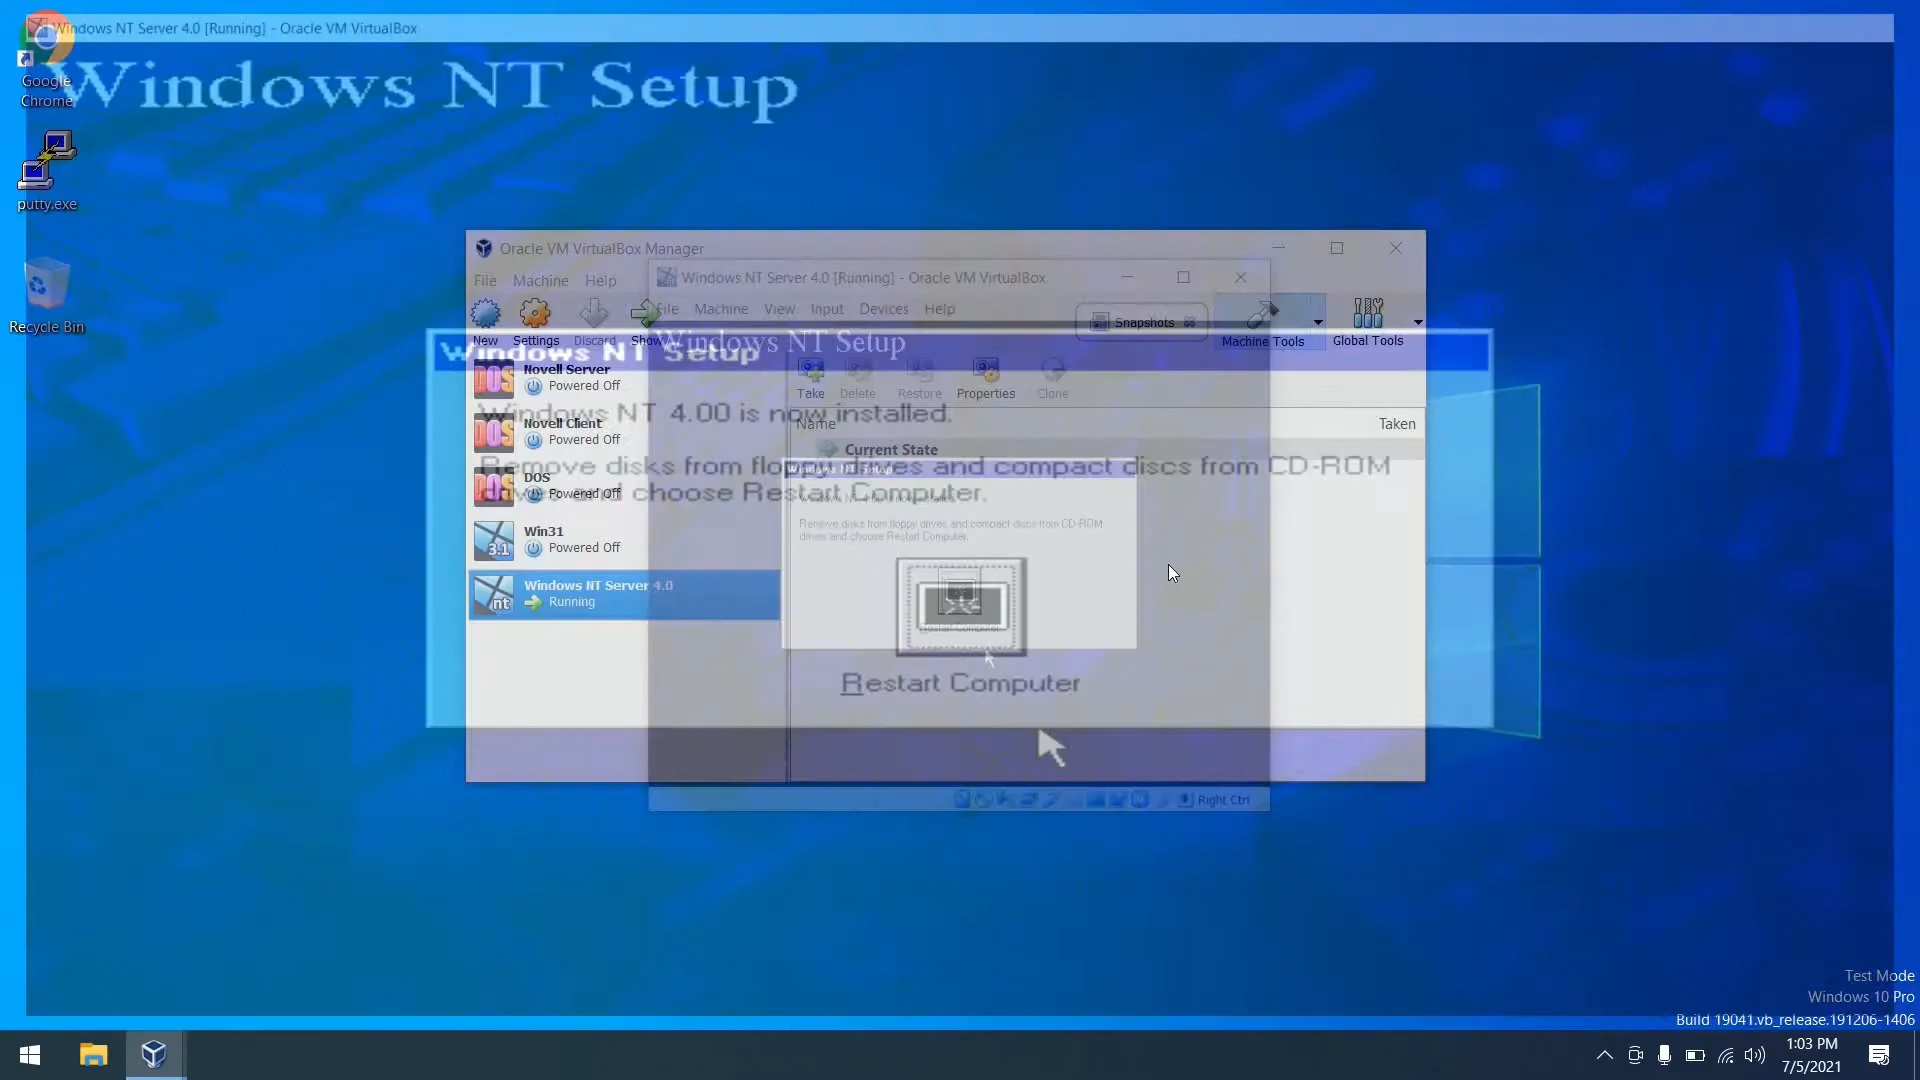 Windows NT Server 4.0 [Running] - Oracle VM VirtualBox
Windows NT Setup
Google
Chrome
putty.exe
Recycle Bin
Oracle VM VirtualBox Manager
File Machine Help
Windows NT Server 4.0 [Running] - Oracle VM VirtualBox
File Machine View Input Devices Help
New Settings Discard Show
Snapshots
Machine Tools
Global Tools
Windows NT Setup
Windows NT Setup
Take Delete Restore Properties Clone
Name Taken
Current State
Novell Server
Powered Off
Novell Client
Powered Off
DOS
Powered Off
Win31
Powered Off
Windows NT Server 4.0
Running
Windows NT 4.00 is now installed.
Remove disks from floppy drives and compact discs from CD-ROM
drives and choose Restart Computer.
Windows NT Setup
Remove disks from floppy drives and compact discs from CD-ROM
drives and choose Restart Computer.
Restart Computer
Right Ctrl
Test Mode
Windows 10 Pro
Build 19041.vb_release.191206-1406
1:03 PM
7/5/2021